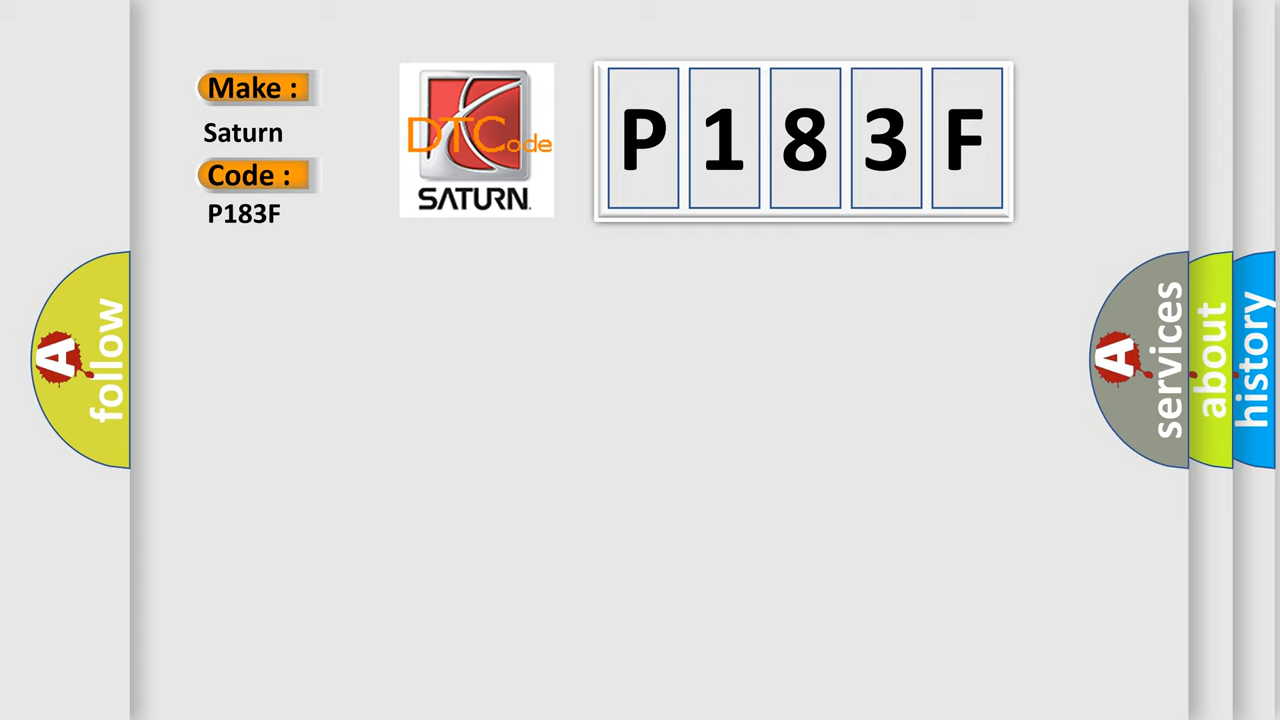 Make :
Saturn
Code :
P183F
DTCode
SATURN
P 1 8 3 F
A follow
A services
about
history